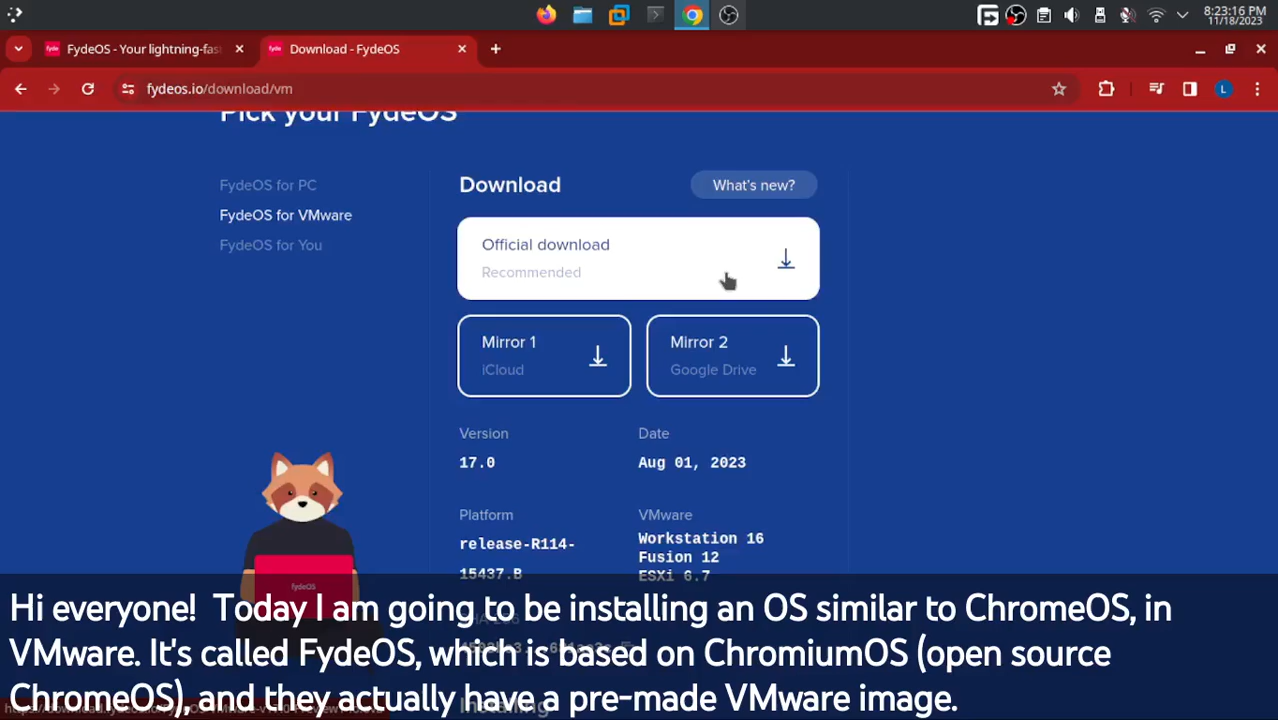 8:23:16 PM
11/18/2023
FydeOS - Your lightning-fas
Download - FydeOS
fydeos.io/download/vm
L
Pick your FydeOS
FydeOS for PC
FydeOS for VMware
FydeOS for You
Download
What's new?
Official download
Recommended
Mirror 1
iCloud
Mirror 2
Google Drive
Version
Date
17.0
Aug 01, 2023
Platform
VMware
release-R114-
15437.B
Workstation 16
Fusion 12
ESXi 6.7
fydeOS
Hi everyone! Today I am going to be installing an OS similar to ChromeOS, in
VMware. It's called FydeOS, which is based on ChromiumOS (open source
ChromeOS), and they actually have a pre-made VMware image.
Installing